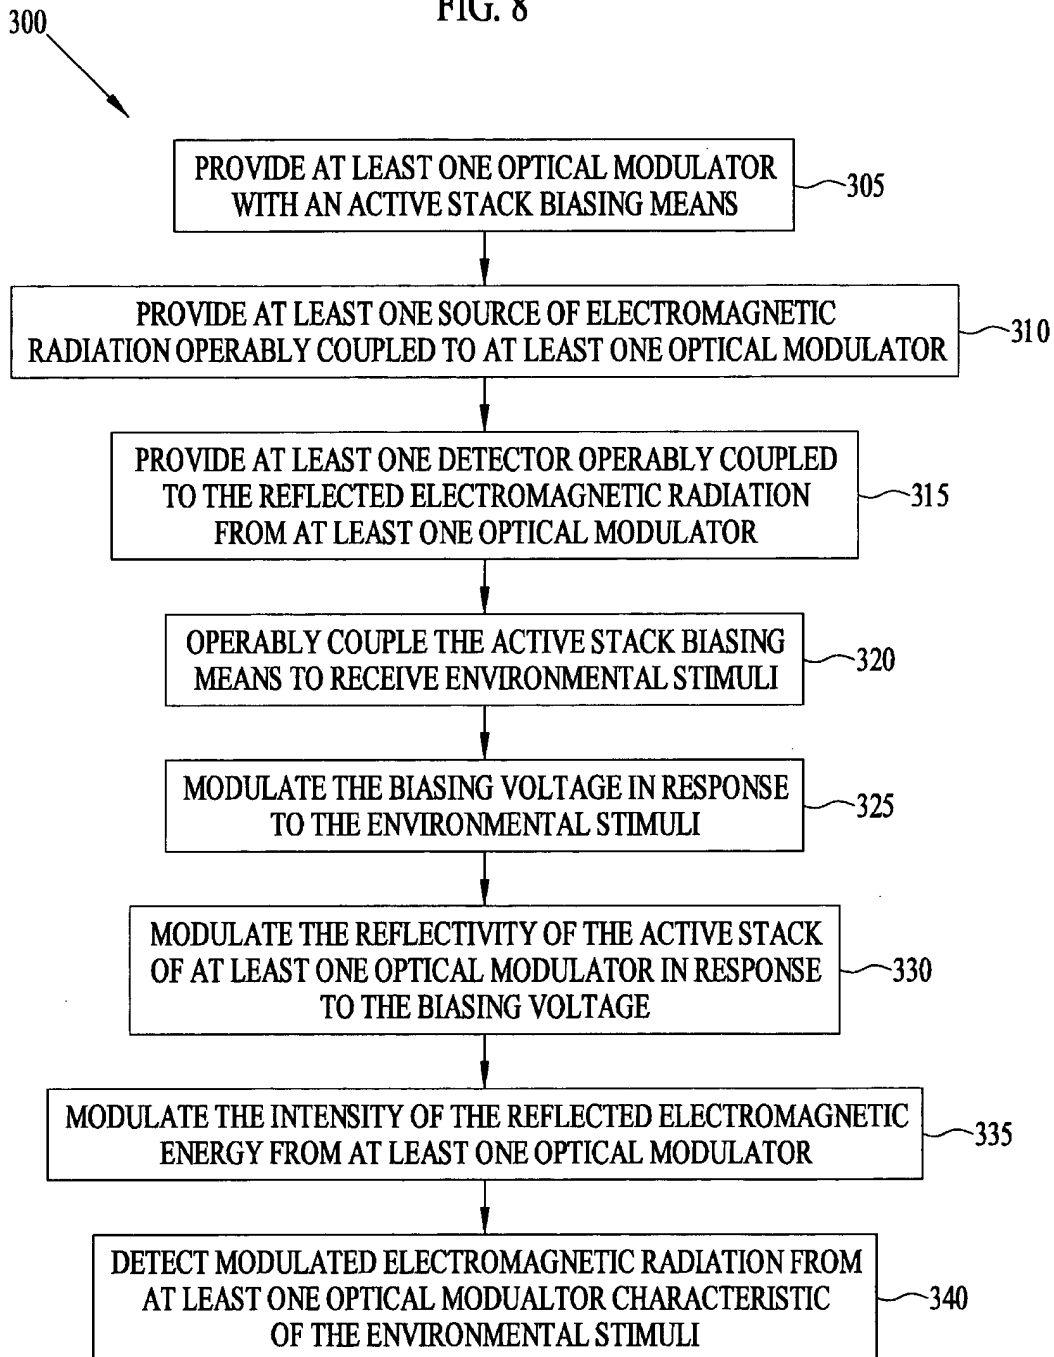 FIG. 8
300
PROVIDE AT LEAST ONE OPTICAL MODULATOR
WITH AN ACTIVE STACK BIASING MEANS
305
PROVIDE AT LEAST ONE SOURCE OF ELECTROMAGNETIC
RADIATION OPERABLY COUPLED TO AT LEAST ONE OPTICAL MODULATOR
310
PROVIDE AT LEAST ONE DETECTOR OPERABLY COUPLED
TO THE REFLECTED ELECTROMAGNETIC RADIATION
FROM AT LEAST ONE OPTICAL MODULATOR
315
OPERABLY COUPLE THE ACTIVE STACK BIASING
MEANS TO RECEIVE ENVIRONMENTAL STIMULI
320
MODULATE THE BIASING VOLTAGE IN RESPONSE
TO THE ENVIRONMENTAL STIMULI
325
MODULATE THE REFLECTIVITY OF THE ACTIVE STACK
OF AT LEAST ONE OPTICAL MODULATOR IN RESPONSE
TO THE BIASING VOLTAGE
330
MODULATE THE INTENSITY OF THE REFLECTED ELECTROMAGNETIC
ENERGY FROM AT LEAST ONE OPTICAL MODULATOR
335
DETECT MODULATED ELECTROMAGNETIC RADIATION FROM
AT LEAST ONE OPTICAL MODUALTOR CHARACTERISTIC
OF THE ENVIRONMENTAL STIMULI
340